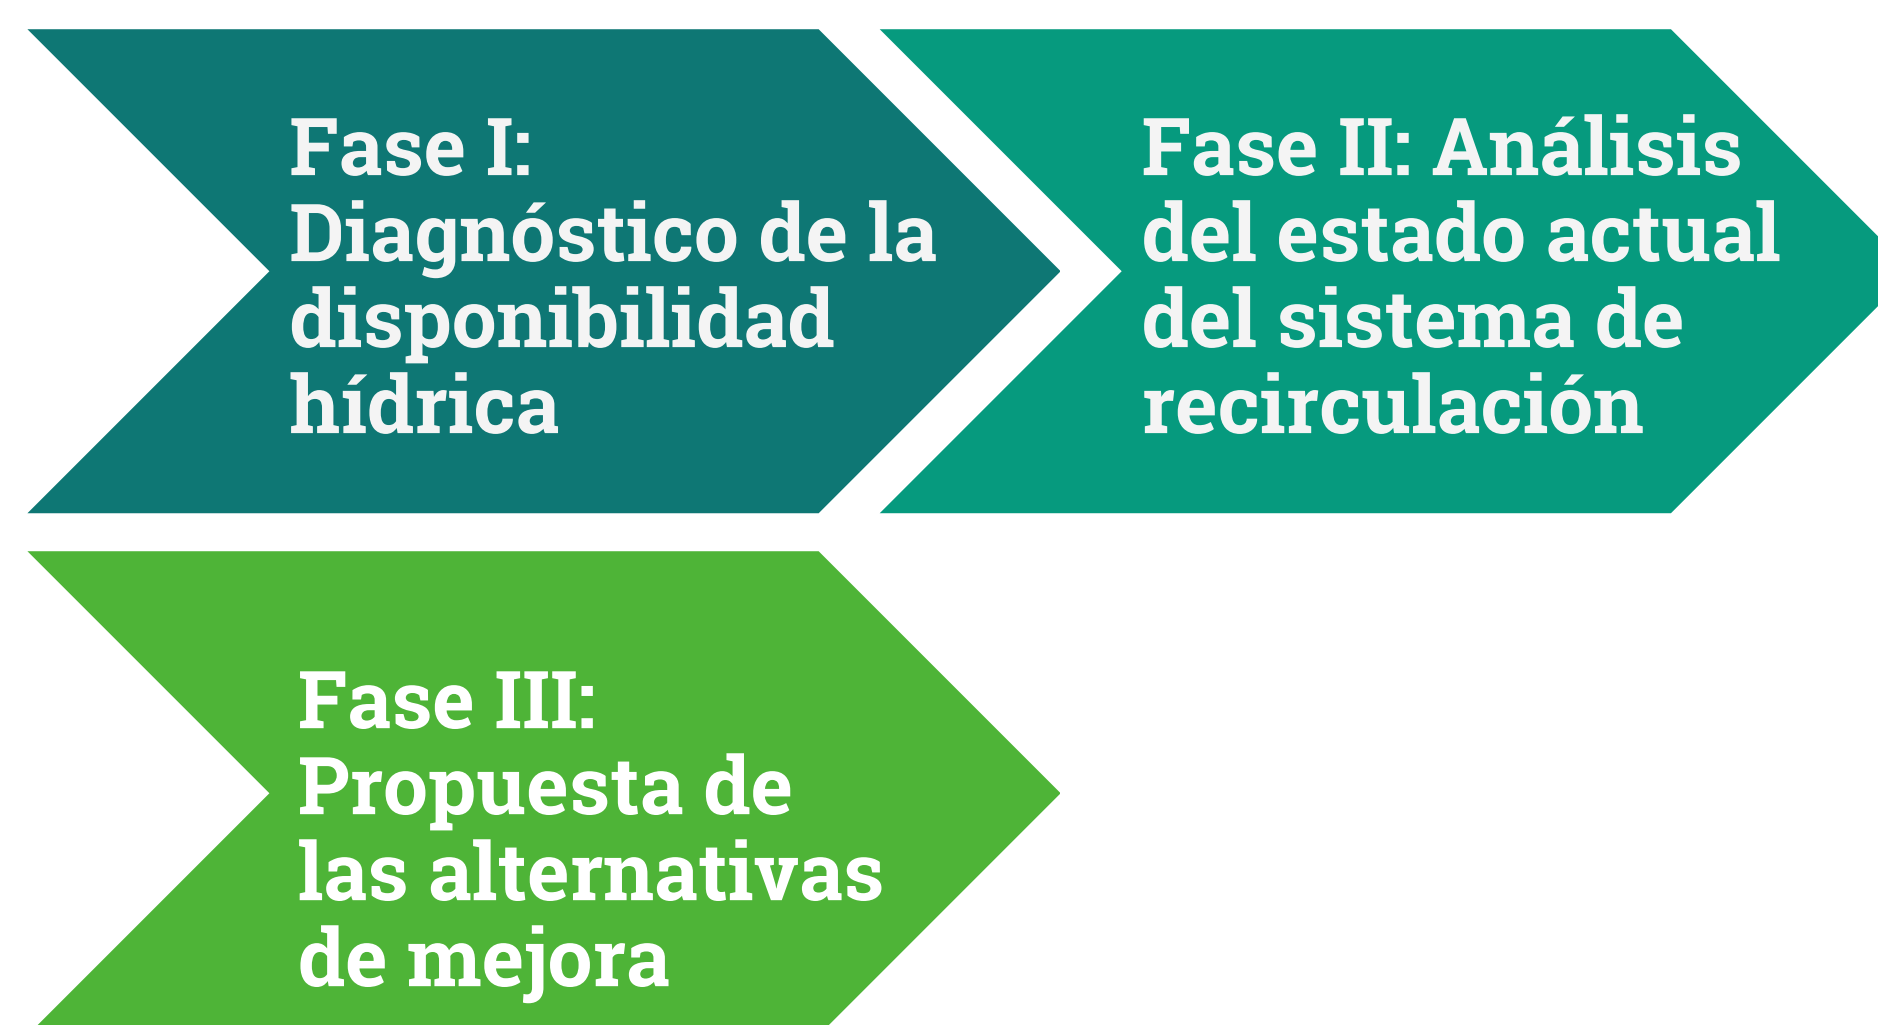 Fase I:
Diagnóstico de la
disponibilidad
hídrica
Fase II: Análisis
del estado actual
del sistema de
recirculación
Fase III:
Propuesta de
las alternativas
de mejora